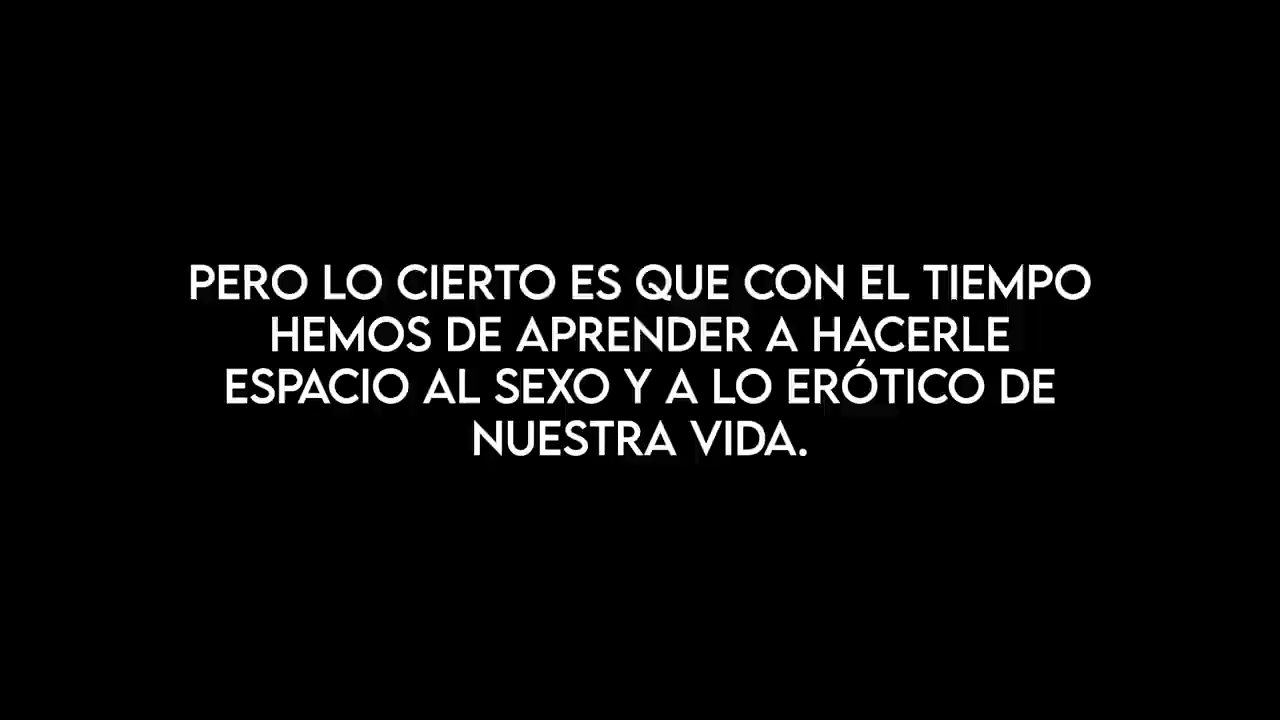 PERO LO CIERTO ES QUE CON EL TIEMPO
HEMOS DE APRENDER A HACERLE
ESPACIO AL SEXO Y A LO ERÓTICO DE
NUESTRA VIDA.